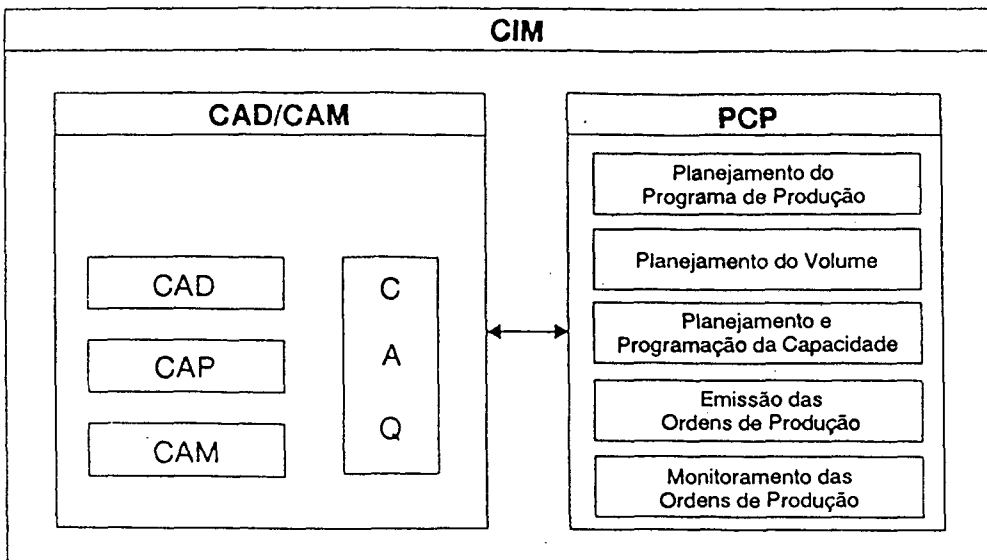 CIM
CAD/CAM
CAD
CAP
CAM
C
A
Q
PCP
Planejamento do
Programa de Produção
Planejamento do Volume
Planejamento e
Programação da Capacidade
Emissão das
Ordens de Produção
Monitoramento das
Ordens de Produção